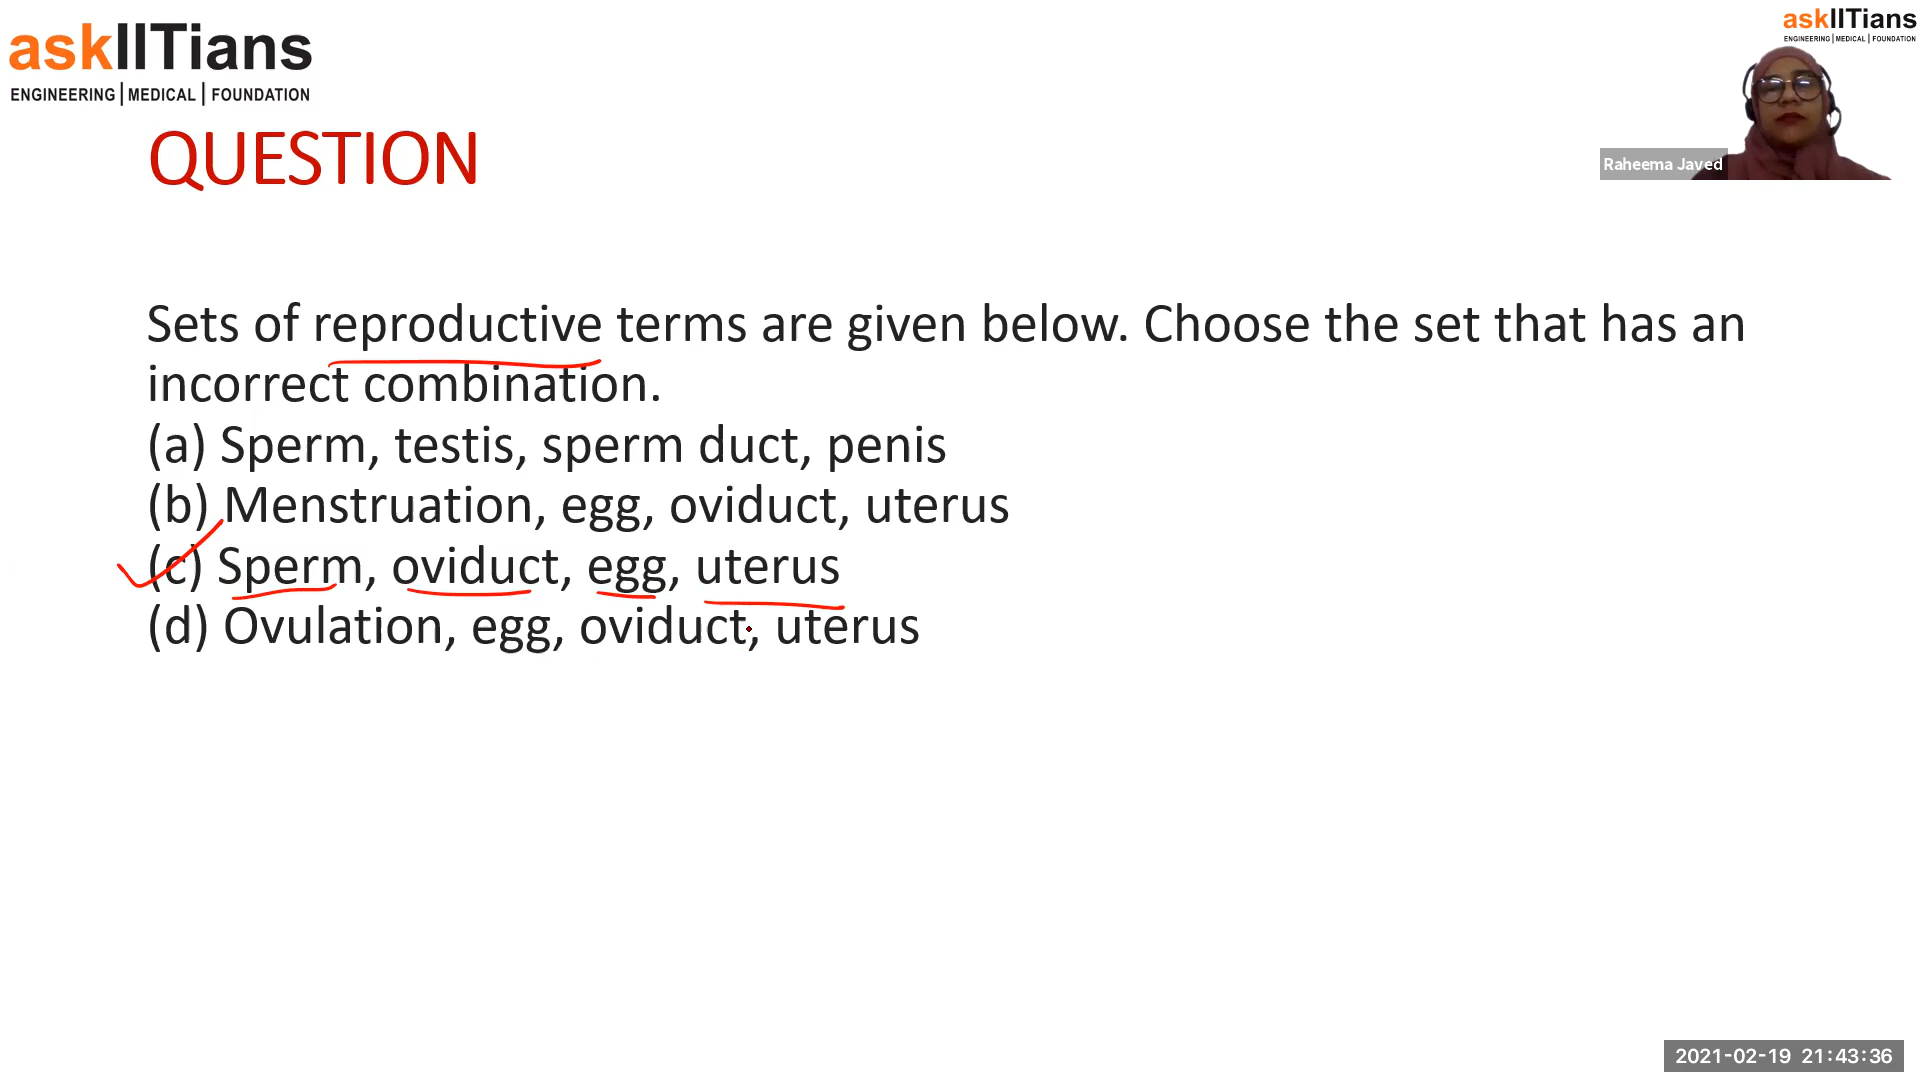 askIITians
ENGINEERING | MEDICAL | FOUNDATION
askIITians
ENGINEERING | MEDICAL | FOUNDATION
Raheema Javed
QUESTION
Sets of reproductive terms are given below. Choose the set that has an
incorrect combination.
(a) Sperm, testis, sperm duct, penis
(b) Menstruation, egg, oviduct, uterus
(c) Sperm, oviduct, egg, uterus
(d) Ovulation, egg, oviduct, uterus
2021-02-19 21:43:36